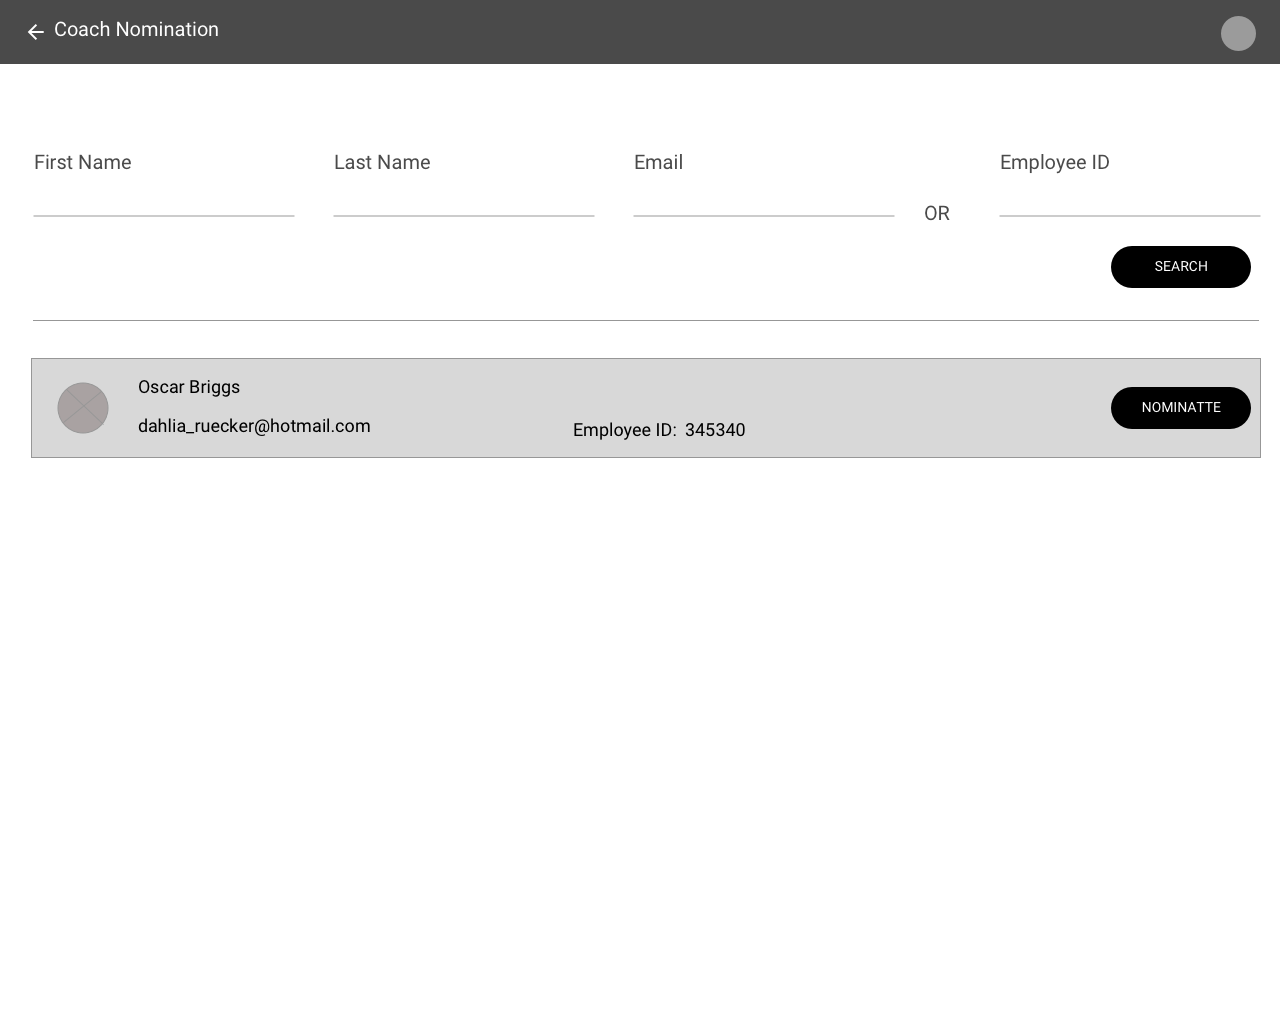 Coach Nomination
First Name
Last Name
Email
OR
Employee ID
SEARCH
Oscar Briggs
dahlia_ruecker@hotmail.com
Employee ID: 345340
NOMINATTE